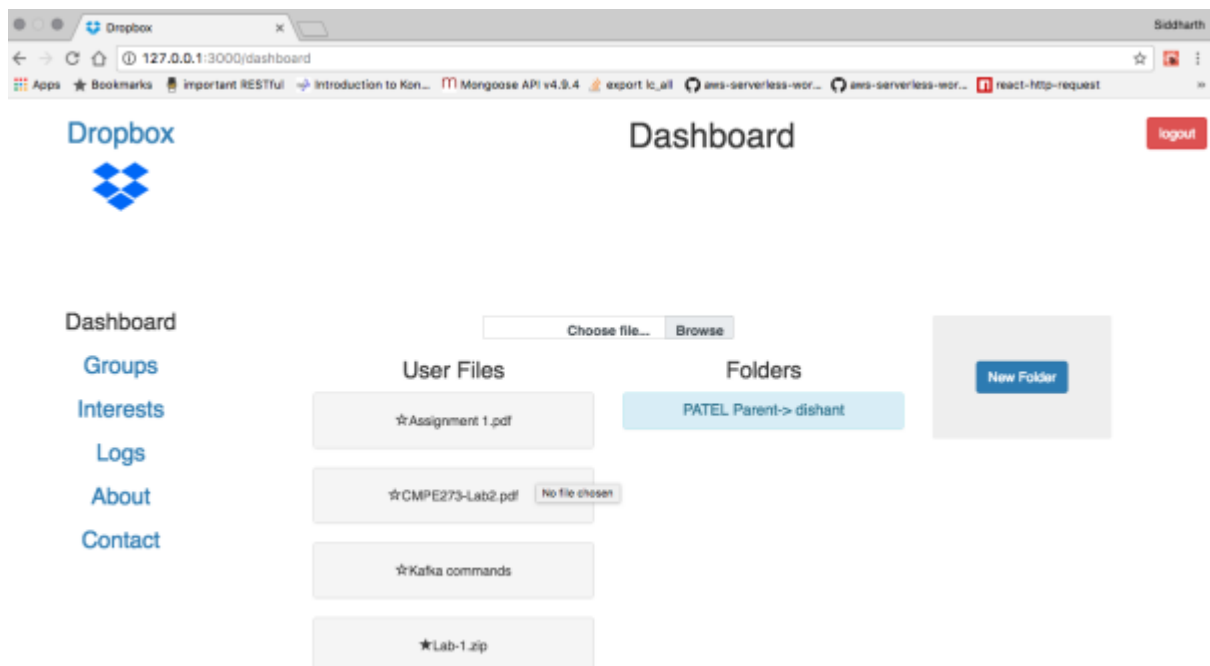 Dropbox
Siddharth
127.0.0.1:3000/dashboard
Apps Bookmarks important RESTful Introduction to Kon... Mongoose API v4.9.4 export lc_all aws-serverless-wor... aws-serverless-wor... react-http-request
Dropbox
Dashboard
logout
Dashboard
Groups
Interests
Logs
About
Contact
Choose file... Browse
User Files
☆Assignment 1.pdf
☆CMPE273-Lab2.pdf
No file chosen
☆Kafka commands
★Lab-1.zip
Folders
PATEL Parent-> dishant
New Folder